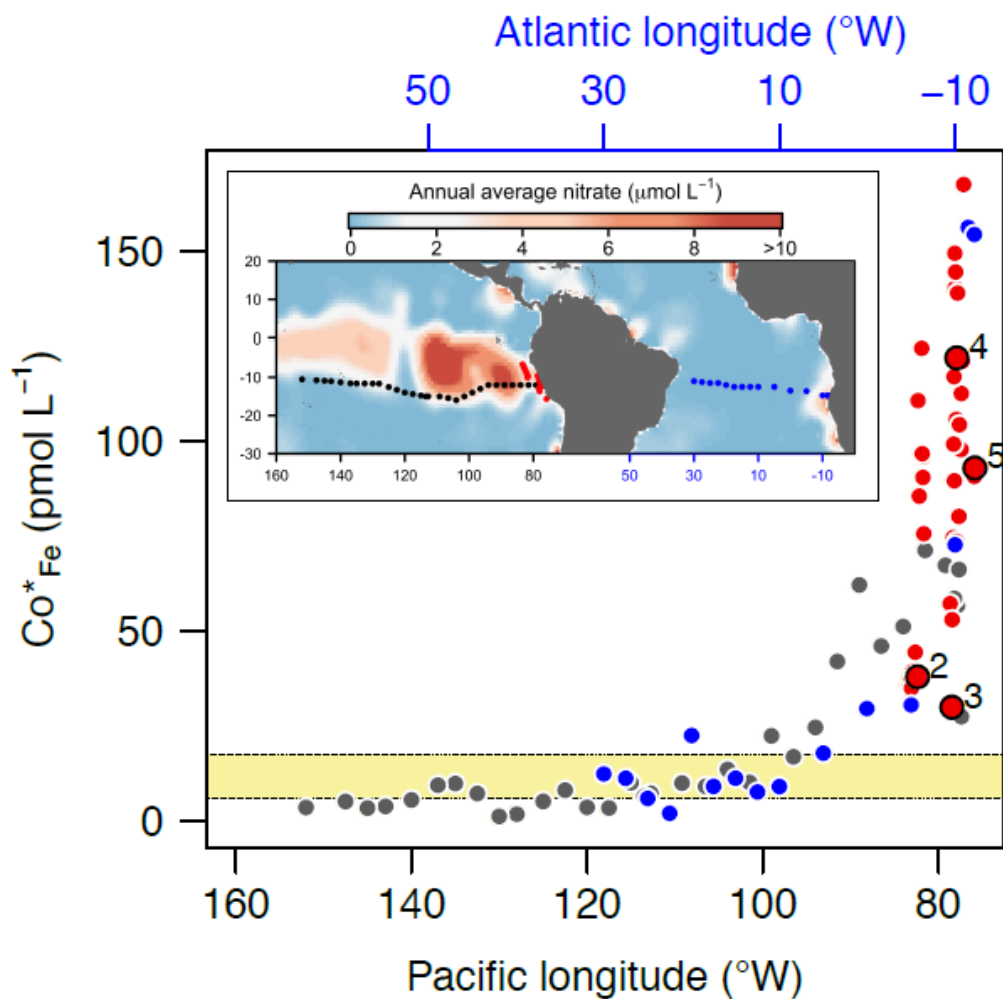 Atlantic longitude (°W)
50 30 10 −10
Annual average nitrate (μmol L−1)
0 2 4 6 8 >10
20
10
0
-10
-20
-30
160 140 120 100 80 50 30 10 -10
Co*Fe (pmol L−1)
150
100
50
0
4
5
2
3
160 140 120 100 80
Pacific longitude (°W)